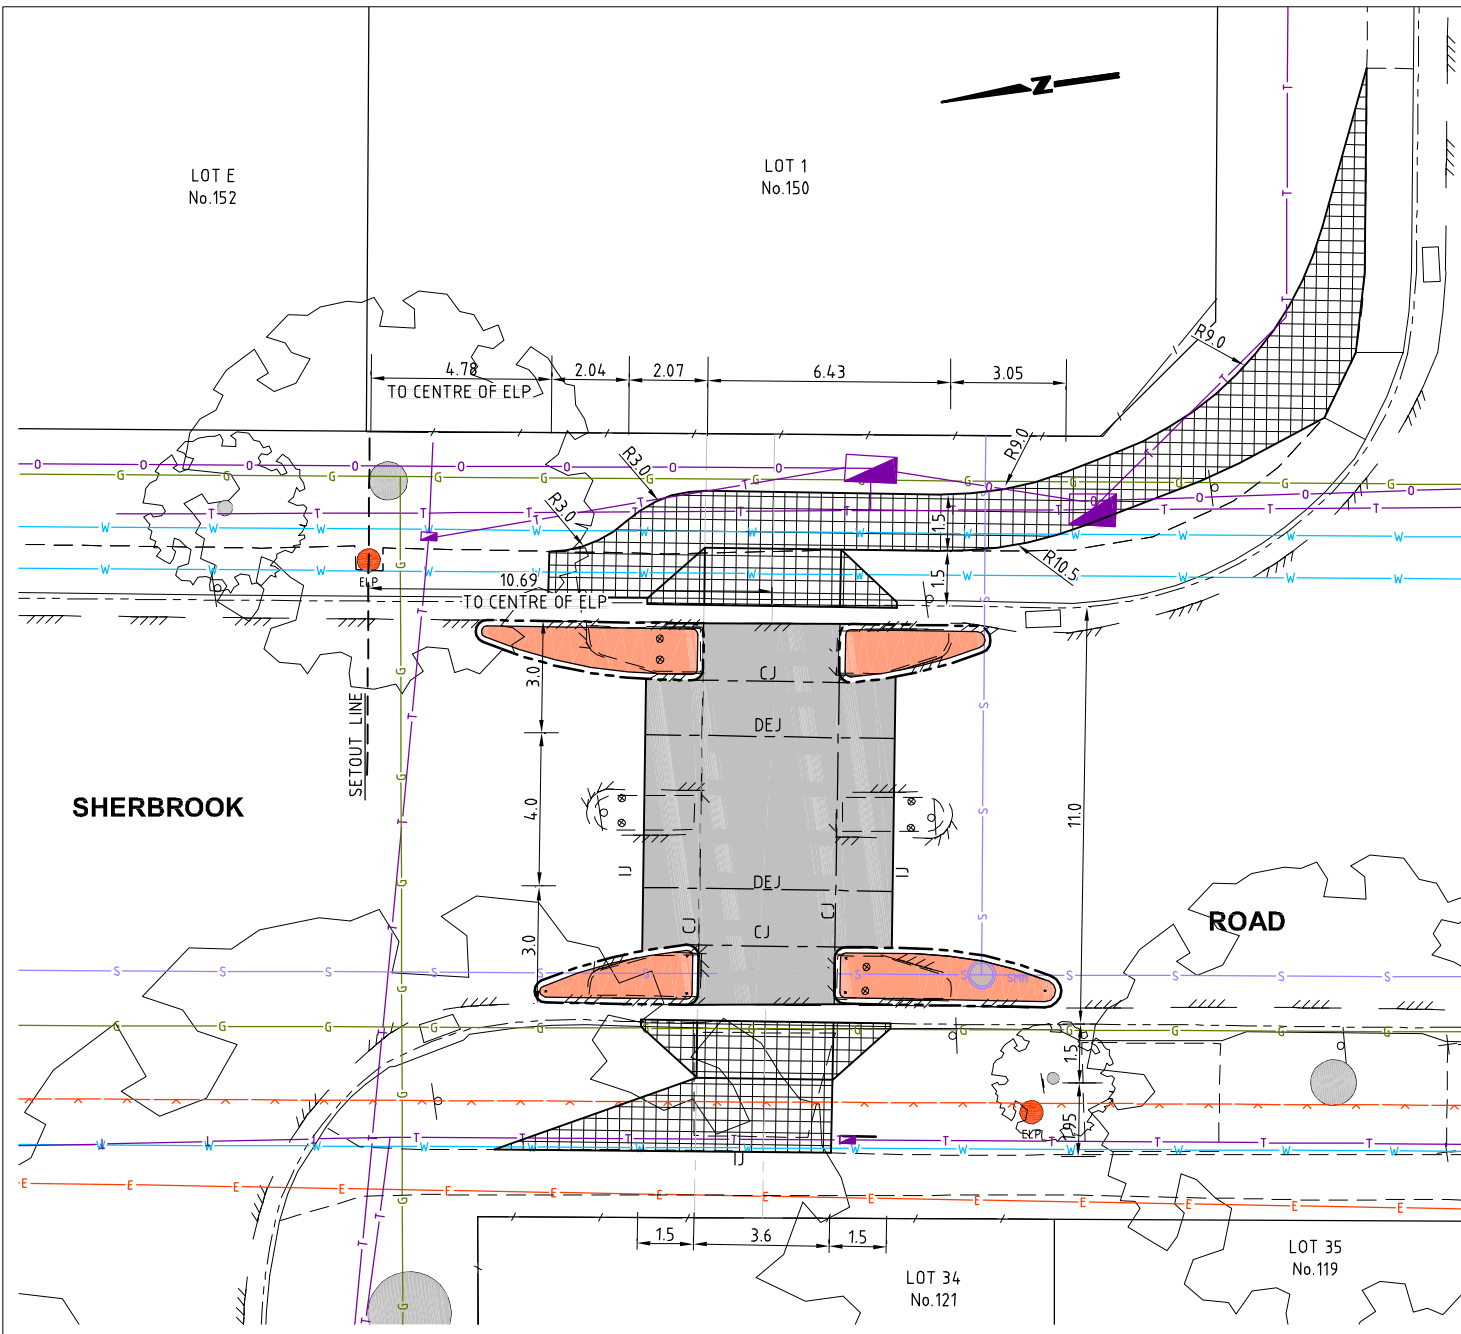 Z
LOT E
No.152
LOT 1
No.150
R9.0
4.78
2.04
2.07
6.43
3.05
TO CENTRE OF ELP
R3.0
R9.0
R3.0
1.5
R10.5
1.5
ELP
10.69
TO CENTRE OF ELP
3.0
CJ
DEJ
SETOUT LINE
SHERBROOK
4.0
11.0
IJ
IJ
DEJ
CJ
CJ
CJ
3.0
ROAD
SMH
1.5
ELP
1.95
IJ
1.5
3.6
1.5
LOT 34
No.121
LOT 35
No.119